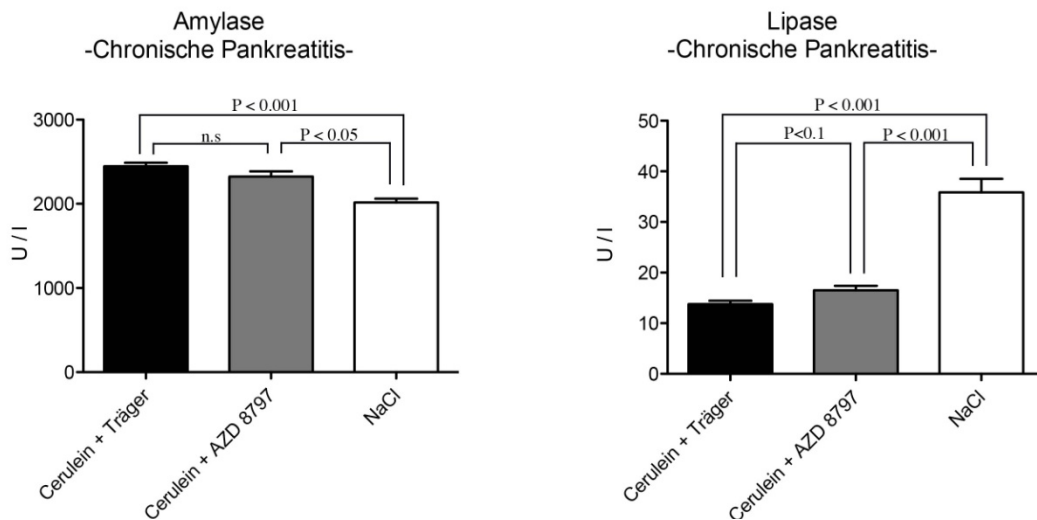 Amylase
-Chronische Pankreatitis-
P < 0.001
n.s
P < 0.05
3000
2000
1000
0
U / l
Cerulein + Träger
Cerulein + AZD 8797
NaCl
Lipase
-Chronische Pankreatitis-
P < 0.001
P<0.1
P < 0.001
50
40
30
20
10
0
U / l
Cerulein + Träger
Cerulein + AZD 8797
NaCl